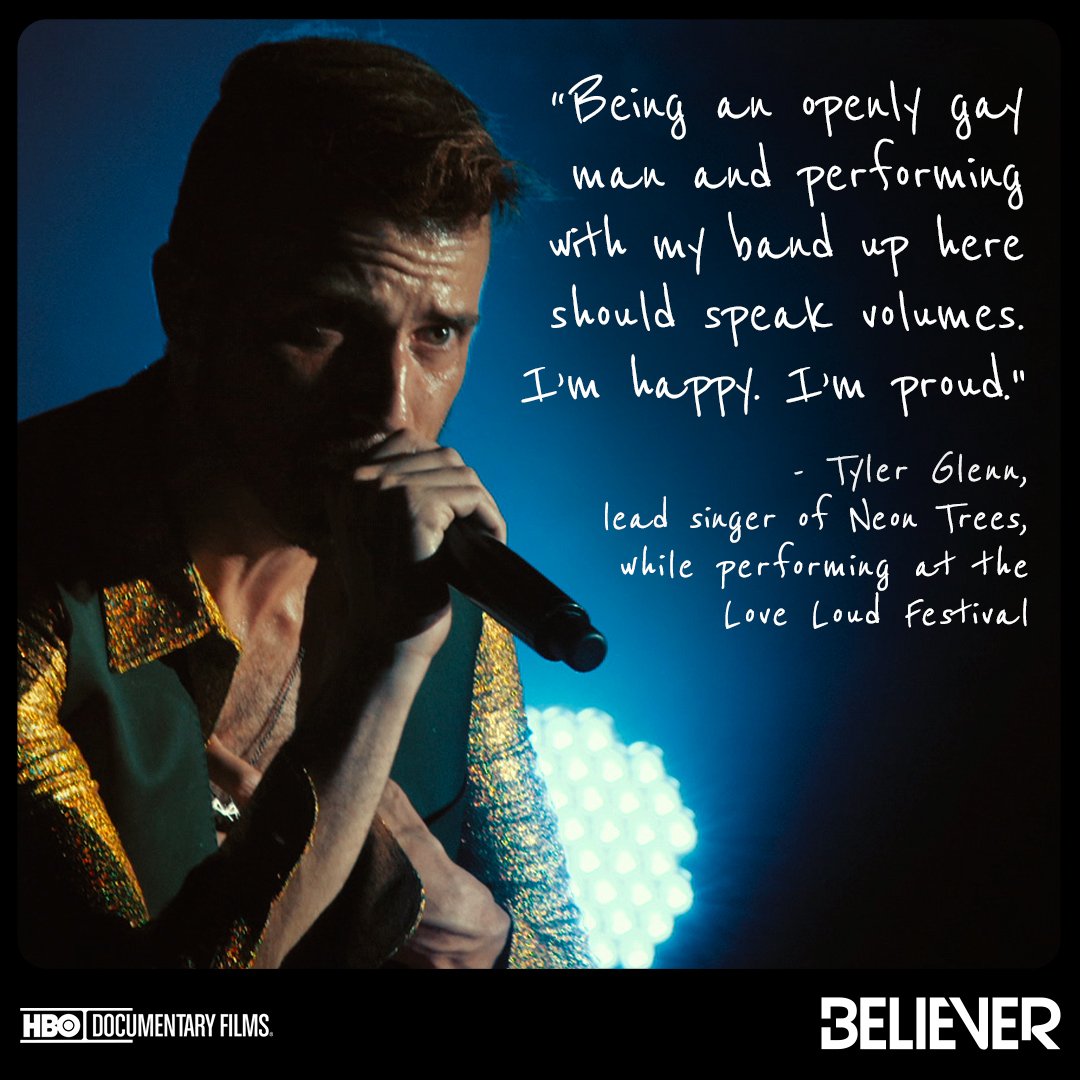 "Being an openly gay
man and performing
with my band up here
should speak volumes.
I'm happy. I'm proud."
- Tyler Glenn,
lead singer of Neon Trees,
while performing at the
Love Loud Festival
HBO DOCUMENTARY FILMS.
BELIEVER